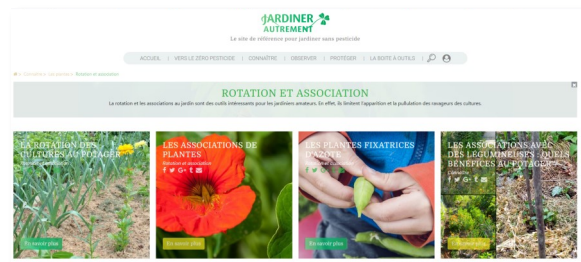 JARDINER
AUTREMENT
Le site de référence pour jardiner sans pesticide
ACCUEIL | VERS LE ZÉRO PESTICIDE | CONNAÎTRE | OBSERVER | PROTÉGER | LA BOITE A OUTILS |
Rotation et association
ROTATION ET ASSOCIATION
La rotation et les associations au jardin sont des outils intéressants pour les jardiniers amateurs. En effet, ils limitent l'apparition et la pullulation des ravageurs des cultures.
LA ROTATION DES
CULTURES AU POTAGER
En savoir plus
LES ASSOCIATIONS DE
PLANTES
Rotation et association
En savoir plus
LES PLANTES FIXATRICES
D'AZOTE
En savoir plus
LES ASSOCIATIONS AVEC
DES LÉGUMINEUSES : QUELS
BÉNÉFICES AU POTAGER ?
Connaître